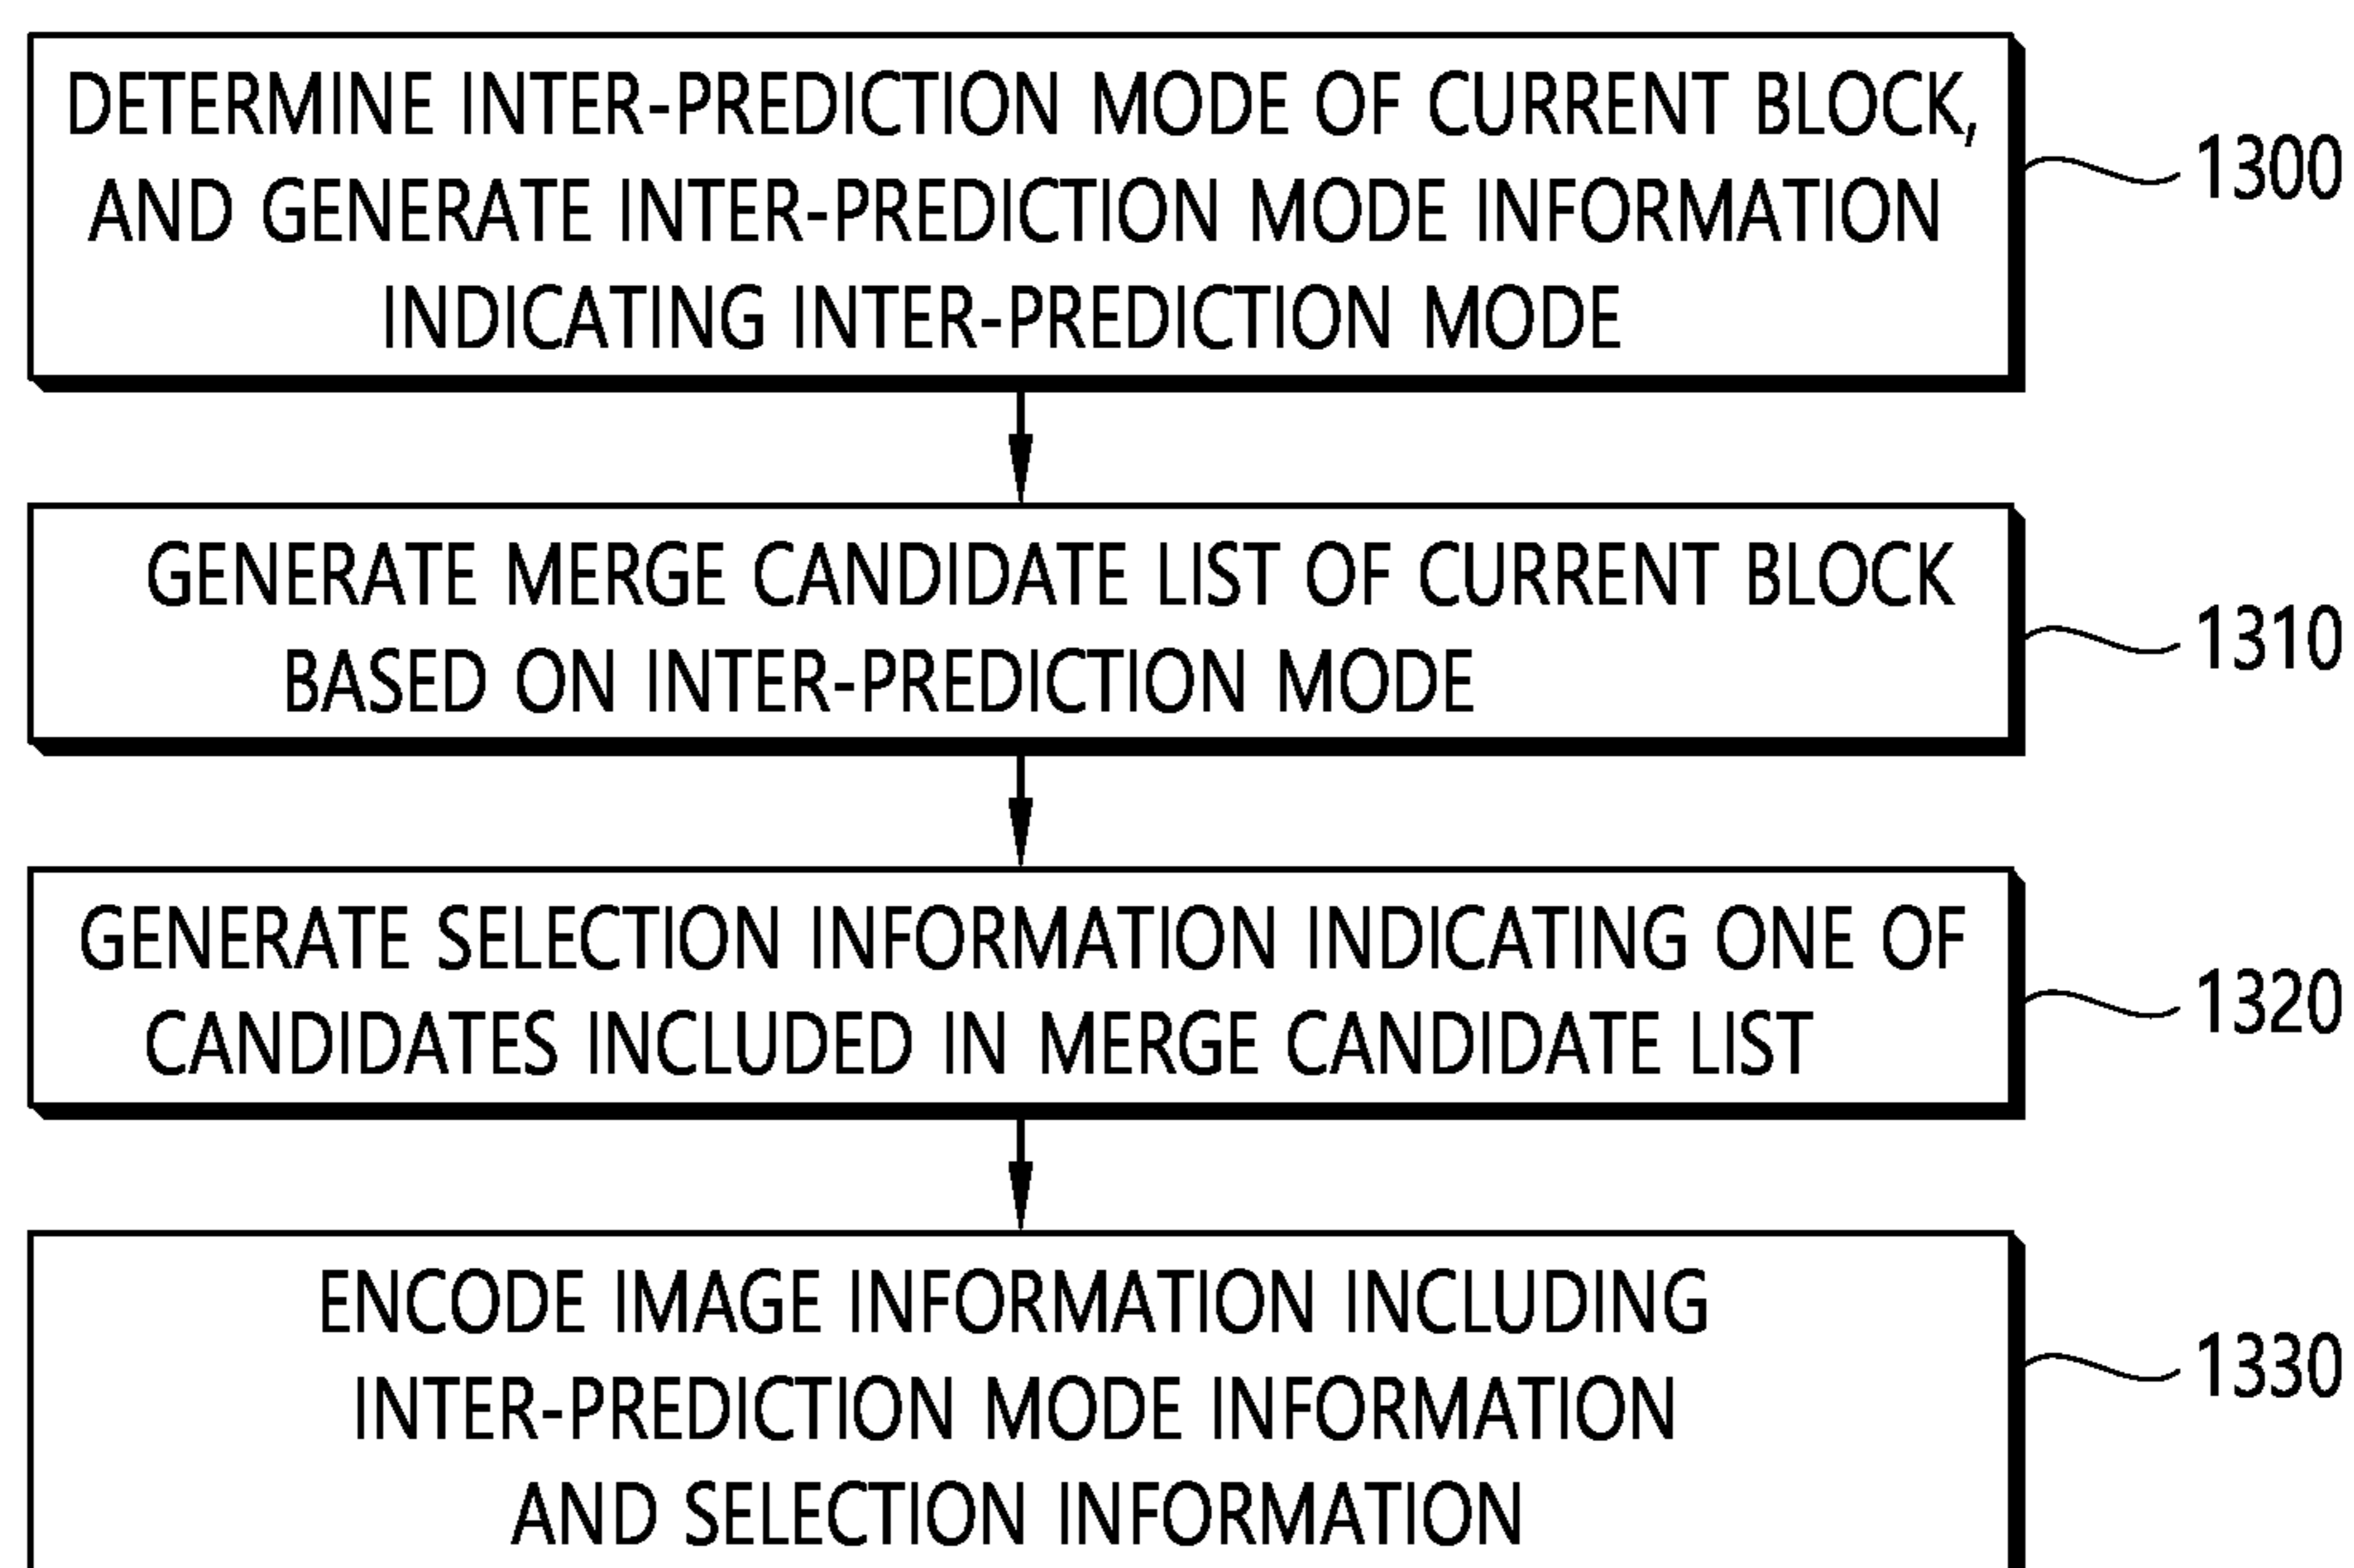 DETERMINE INTER-PREDICTION MODE OF CURRENT BLOCK,
AND GENERATE INTER-PREDICTION MODE INFORMATION
INDICATING INTER-PREDICTION MODE
1300
GENERATE MERGE CANDIDATE LIST OF CURRENT BLOCK
BASED ON INTER-PREDICTION MODE
1310
GENERATE SELECTION INFORMATION INDICATING ONE OF
CANDIDATES INCLUDED IN MERGE CANDIDATE LIST
1320
ENCODE IMAGE INFORMATION INCLUDING
INTER-PREDICTION MODE INFORMATION
AND SELECTION INFORMATION
1330